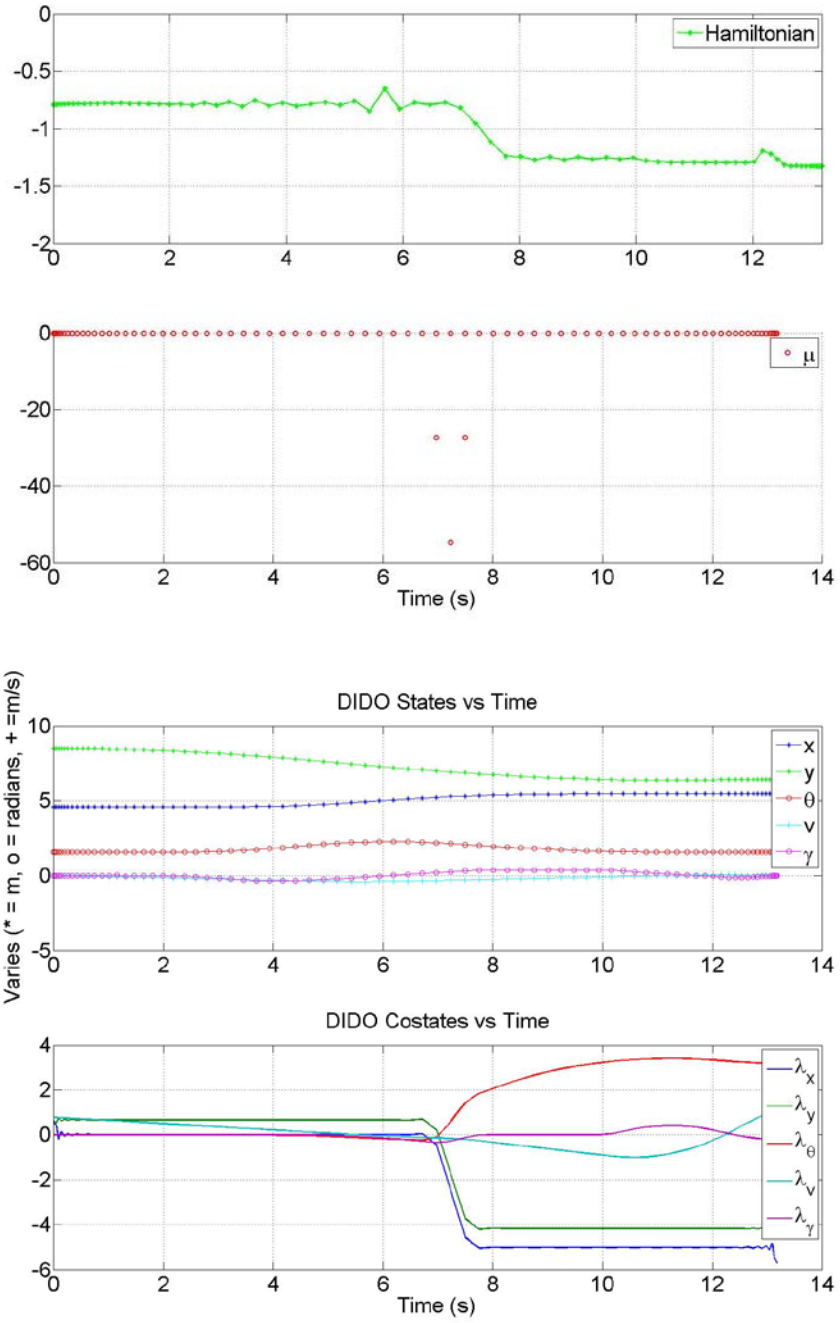 0
-0.5
-1
-1.5
-2
0 2 4 6 8 10 12
Hamiltonian
0
-20
-40
-60
0 2 4 6 8 10 12 14
μ
Time (s)
Varies (* = m, o = radians, + =m/s)
DIDO States vs Time
10
5
0
-5
0 2 4 6 8 10 12 14
x
y
θ
v
γ
DIDO Costates vs Time
4
2
0
-2
-4
-6
0 2 4 6 8 10 12 14
λx
λy
λθ
λv
λγ
Time (s)